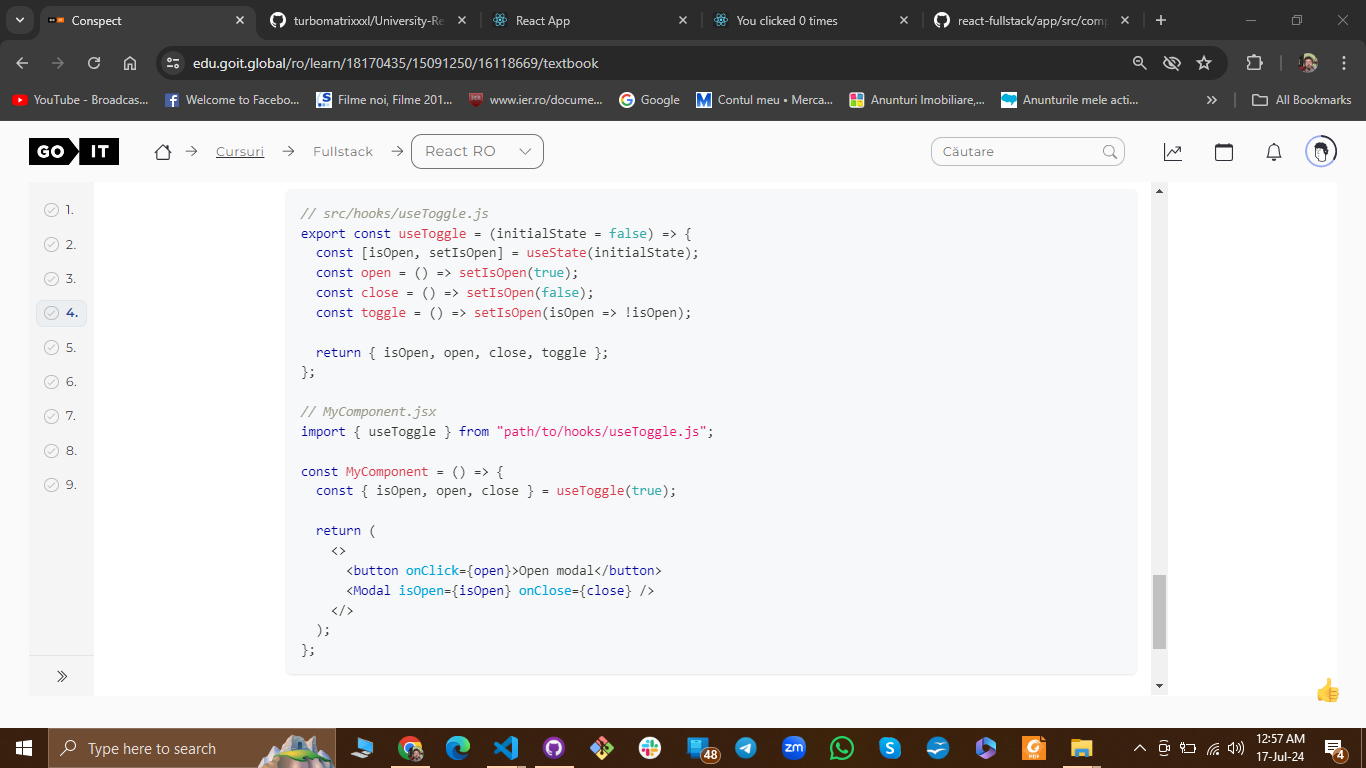 Conspect
turbomatrixxxl/University-Re
React App
You clicked 0 times
react-fullstack/app/src/comp
edu.goit.global/ro/learn/18170435/15091250/16118669/textbook
YouTube - Broadcas...
Welcome to Facebo...
Filme noi, Filme 201...
www.ier.ro/docume...
Google
Contul meu • Merca...
Anunturi Imobiliare,...
Anunturile mele acti...
All Bookmarks
GO IT
Cursuri
Fullstack
React RO
Căutare
1.
2.
3.
4.
5.
6.
7.
8.
9.
// src/hooks/useToggle.js
export const useToggle = (initialState = false) => {
const [isOpen, setIsOpen] = useState(initialState);
const open = () => setIsOpen(true);
const close = () => setIsOpen(false);
const toggle = () => setIsOpen(isOpen => !isOpen);
return { isOpen, open, close, toggle };
};
// MyComponent.jsx
import { useToggle } from "path/to/hooks/useToggle.js";
const MyComponent = () => {
const { isOpen, open, close } = useToggle(true);
return (
<>
<button onClick={open}>Open modal</button>
<Modal isOpen={isOpen} onClose={close} />
</>
);
};
Type here to search
48
zm
12:57 AM
17-Jul-24
4